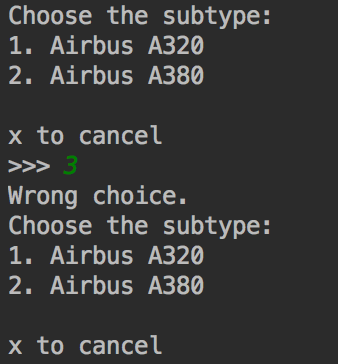 Choose the subtype:
1. Airbus A320
2. Airbus A380

x to cancel
>>> 3
Wrong choice.
Choose the subtype:
1. Airbus A320
2. Airbus A380

x to cancel